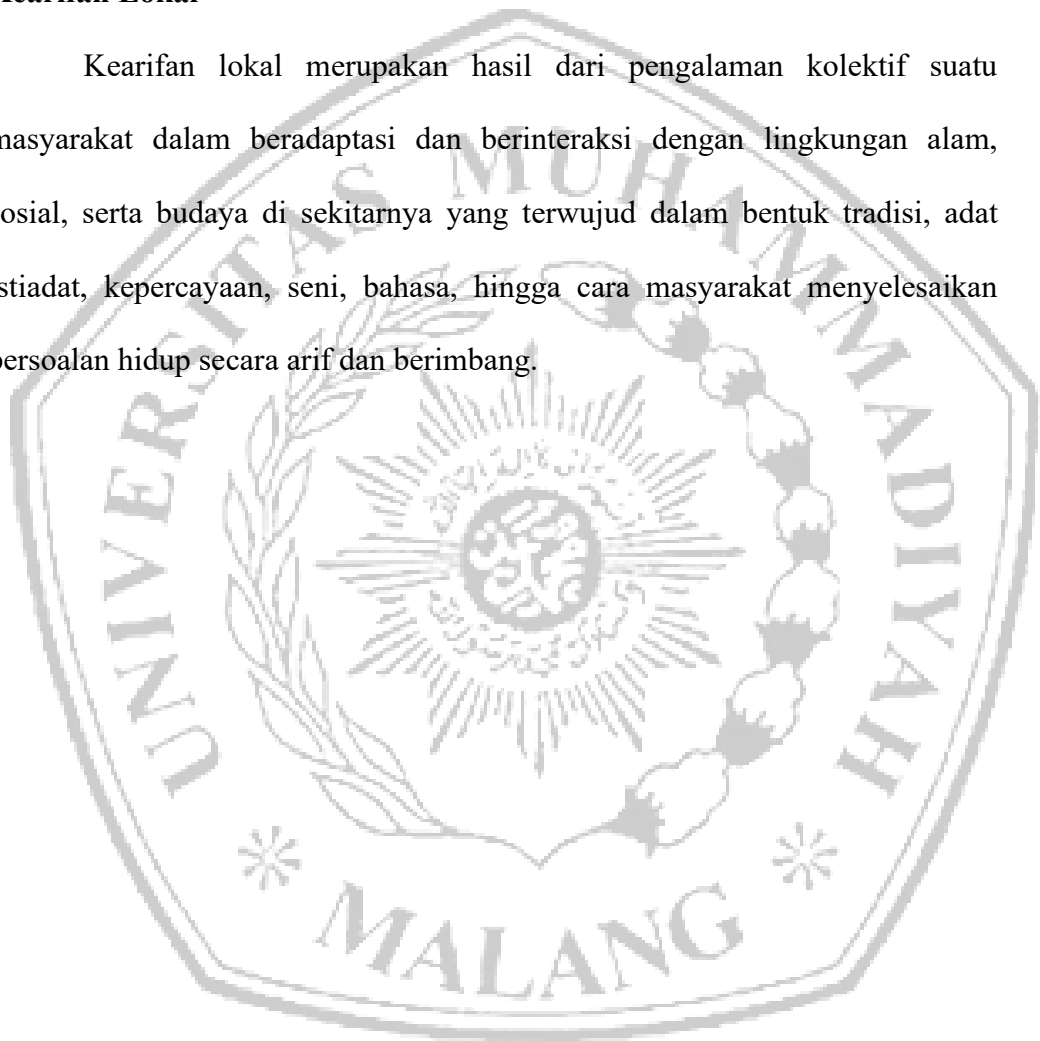 Kearifan Lokal
Kearifan lokal merupakan hasil dari pengalaman kolektif suatu
masyarakat dalam beradaptasi dan berinteraksi dengan lingkungan alam,
sosial, serta budaya di sekitarnya yang terwujud dalam bentuk tradisi, adat
istiadat, kepercayaan, seni, bahasa, hingga cara masyarakat menyelesaikan
persoalan hidup secara arif dan berimbang.
UNIVERSITAS MUHAMMADIYAH
MALANG